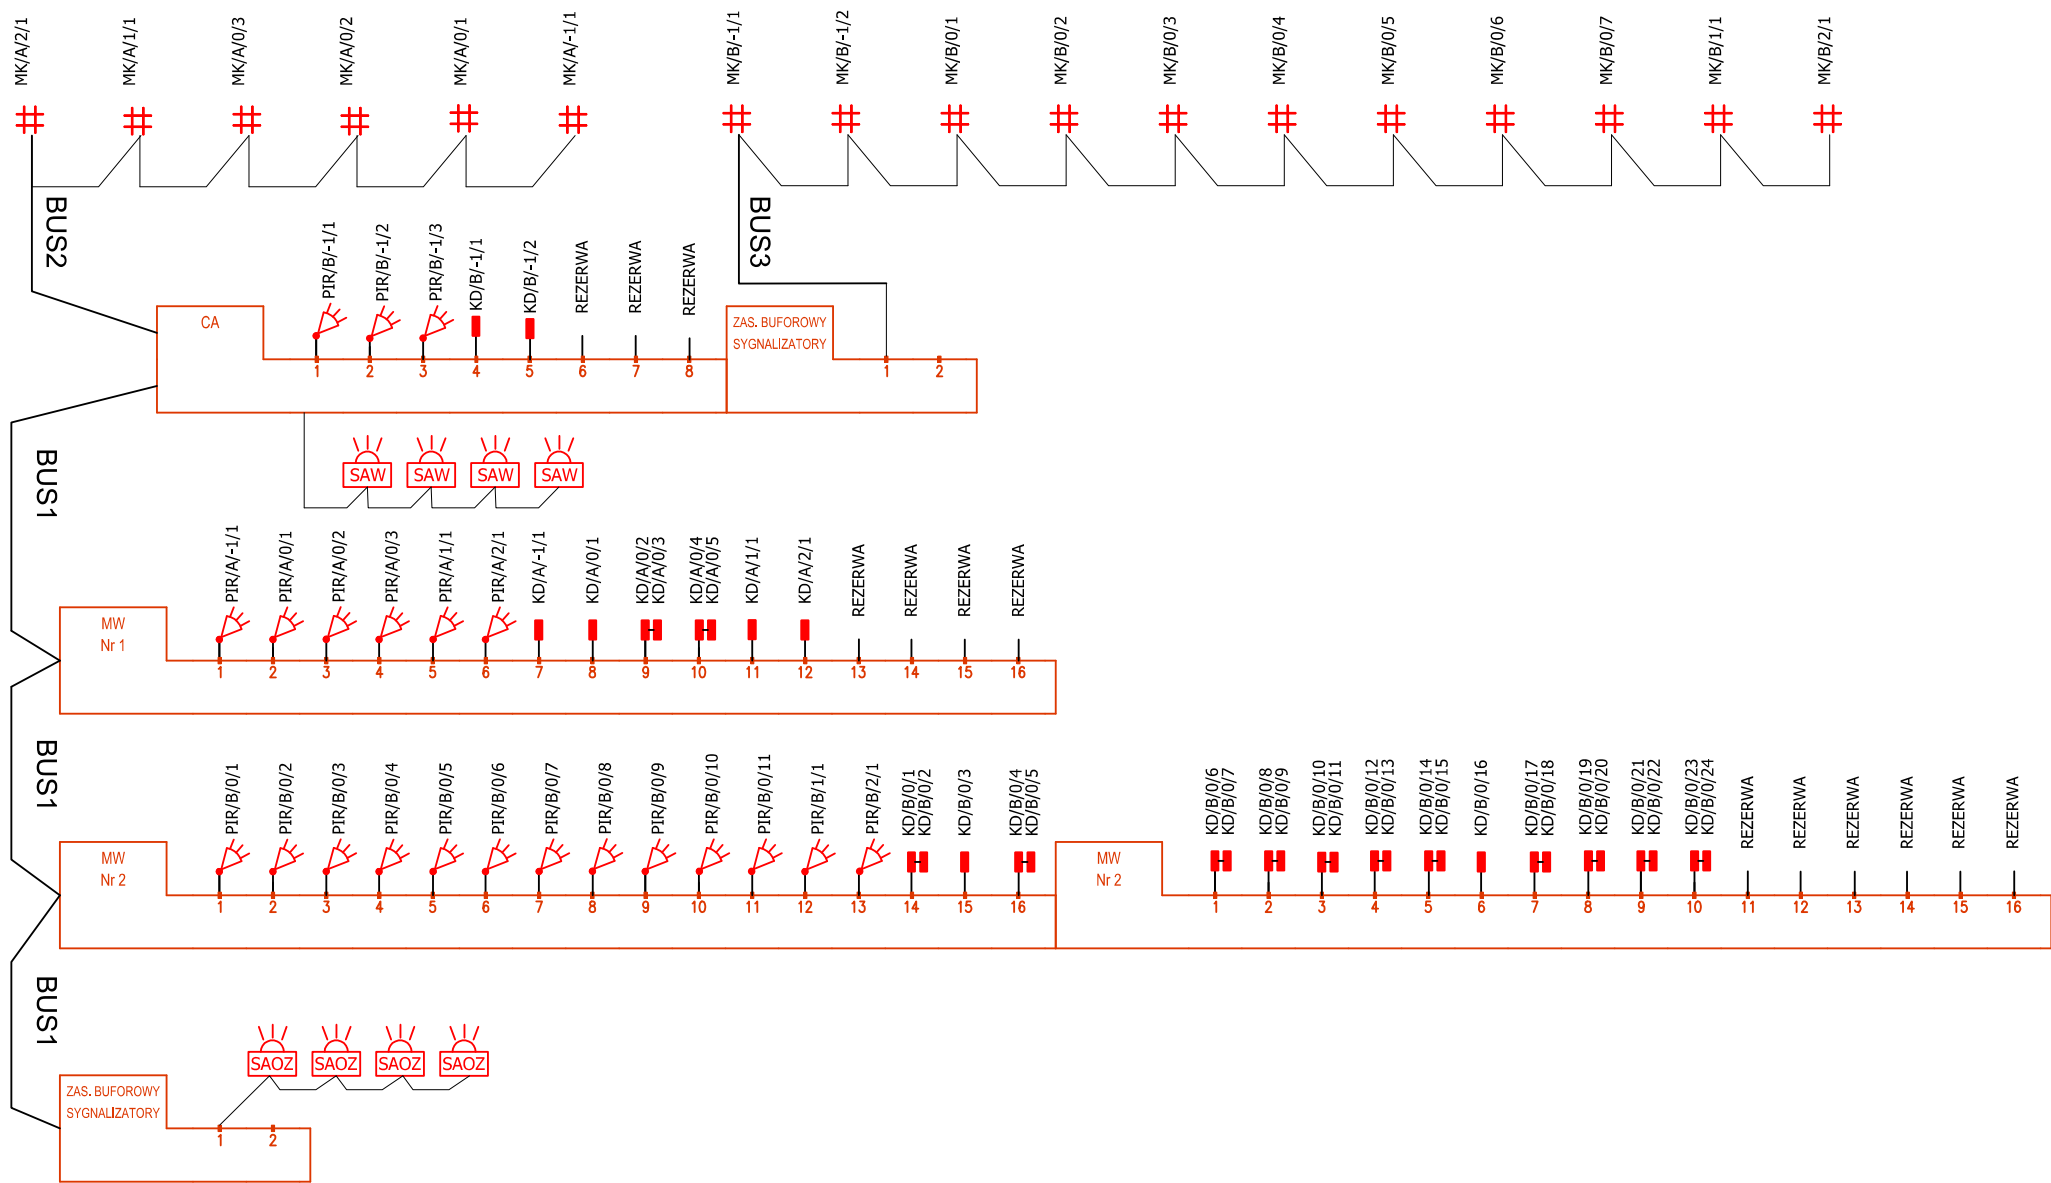 MK/A/2/1
MK/A/1/1
MK/A/0/3
MK/A/0/2
MK/A/0/1
MK/A/-1/1
MK/B/-1/1
MK/B/-1/2
MK/B/0/1
MK/B/0/2
MK/B/0/3
MK/B/0/4
MK/B/0/5
MK/B/0/6
MK/B/0/7
MK/B/1/1
MK/B/2/1
BUS2
BUS3
PIR/B/-1/1
PIR/B/-1/2
PIR/B/-1/3
KD/B/-1/1
KD/B/-1/2
REZERWA
REZERWA
REZERWA
CA
1
2
3
4
5
6
7
8
ZAS. BUFOROWY
SYGNALIZATORY
1
2
BUS1
SAW
SAW
SAW
SAW
PIR/A/-1/1
PIR/A/0/1
PIR/A/0/2
PIR/A/0/3
PIR/A/1/1
PIR/A/2/1
KD/A/-1/1
KD/A/0/1
KD/A/0/2
KD/A/0/3
KD/A/0/4
KD/A/0/5
KD/A/1/1
KD/A/2/1
REZERWA
REZERWA
REZERWA
REZERWA
MW
Nr 1
1
2
3
4
5
6
7
8
9
10
11
12
13
14
15
16
BUS1
PIR/B/0/1
PIR/B/0/2
PIR/B/0/3
PIR/B/0/4
PIR/B/0/5
PIR/B/0/6
PIR/B/0/7
PIR/B/0/8
PIR/B/0/9
PIR/B/0/10
PIR/B/0/11
PIR/B/1/1
PIR/B/2/1
KD/B/0/1
KD/B/0/2
KD/B/0/3
KD/B/0/4
KD/B/0/5
MW
Nr 2
1
2
3
4
5
6
7
8
9
10
11
12
13
14
15
16
KD/B/0/6
KD/B/0/7
KD/B/0/8
KD/B/0/9
KD/B/0/10
KD/B/0/11
KD/B/0/12
KD/B/0/13
KD/B/0/14
KD/B/0/15
KD/B/0/16
KD/B/0/17
KD/B/0/18
KD/B/0/19
KD/B/0/20
KD/B/0/21
KD/B/0/22
KD/B/0/23
KD/B/0/24
REZERWA
REZERWA
REZERWA
REZERWA
REZERWA
REZERWA
MW
Nr 2
1
2
3
4
5
6
7
8
9
10
11
12
13
14
15
16
BUS1
SAOZ
SAOZ
SAOZ
SAOZ
ZAS. BUFOROWY
SYGNALIZATORY
1
2